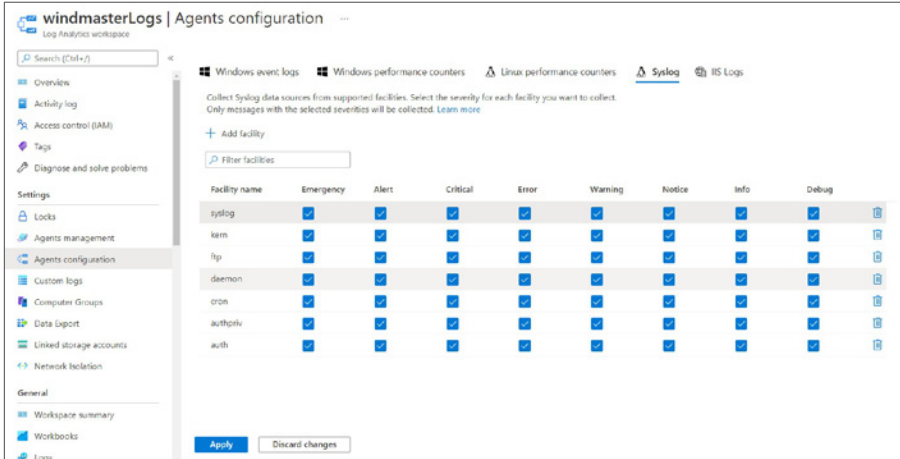 windmasterLogs | Agents configuration ...
Log Analytics workspace
Search (Ctrl+/)
«
Overview
Activity log
Access control (IAM)
Tags
Diagnose and solve problems
Settings
Locks
Agents management
Agents configuration
Custom logs
Computer Groups
Data Export
Linked storage accounts
Network Isolation
General
Workspace summary
Workbooks
Logs
Windows event logs Windows performance counters Linux performance counters Syslog IIS Logs
Collect Syslog data sources from supported facilities. Select the severity for each facility you want to collect.
Only messages with the selected severities will be collected. Learn more
+ Add facility
Filter facilities
Facility name Emergency Alert Critical Error Warning Notice Info Debug
syslog
kern
ftp
daemon
cron
authpriv
auth
Apply Discard changes